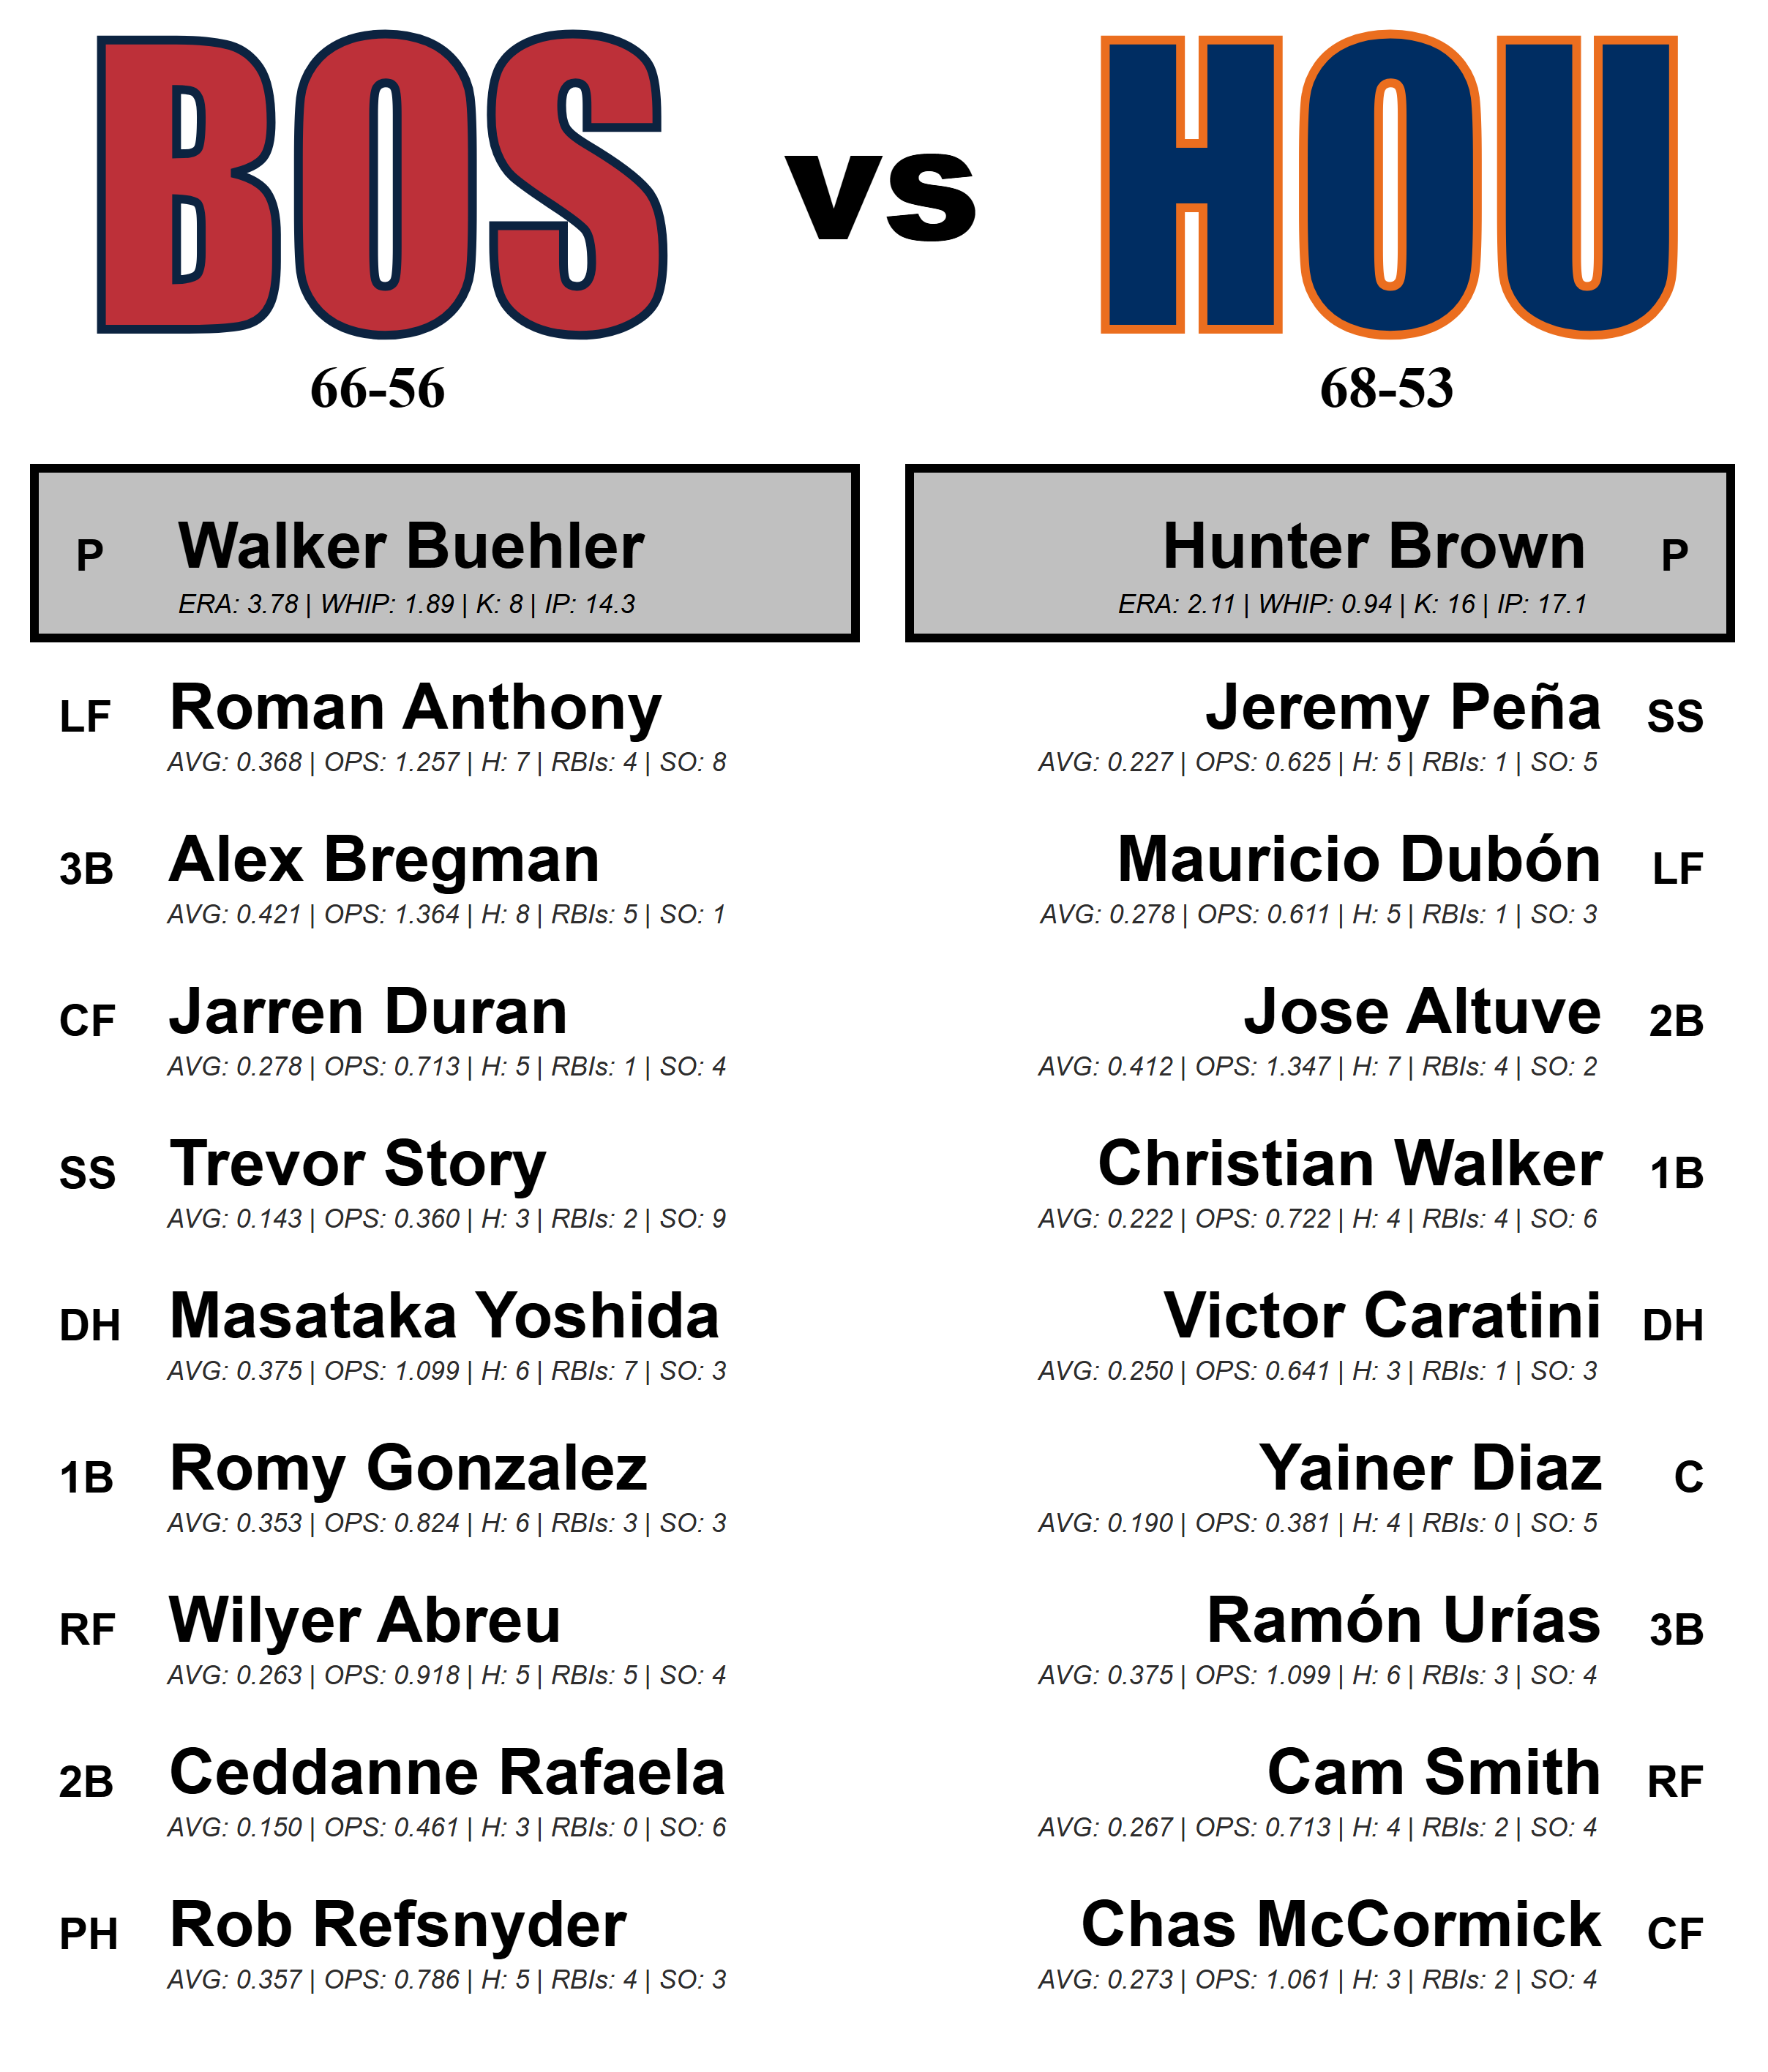 BOS vs HOU
66-56
68-53
P Walker Buehler
ERA: 3.78 | WHIP: 1.89 | K: 8 | IP: 14.3
Hunter Brown P
ERA: 2.11 | WHIP: 0.94 | K: 16 | IP: 17.1
LF Roman Anthony
AVG: 0.368 | OPS: 1.257 | H: 7 | RBIs: 4 | SO: 8
3B Alex Bregman
AVG: 0.421 | OPS: 1.364 | H: 8 | RBIs: 5 | SO: 1
CF Jarren Duran
AVG: 0.278 | OPS: 0.713 | H: 5 | RBIs: 1 | SO: 4
SS Trevor Story
AVG: 0.143 | OPS: 0.360 | H: 3 | RBIs: 2 | SO: 9
DH Masataka Yoshida
AVG: 0.375 | OPS: 1.099 | H: 6 | RBIs: 7 | SO: 3
1B Romy Gonzalez
AVG: 0.353 | OPS: 0.824 | H: 6 | RBIs: 3 | SO: 3
RF Wilyer Abreu
AVG: 0.263 | OPS: 0.918 | H: 5 | RBIs: 5 | SO: 4
2B Ceddanne Rafaela
AVG: 0.150 | OPS: 0.461 | H: 3 | RBIs: 0 | SO: 6
PH Rob Refsnyder
AVG: 0.357 | OPS: 0.786 | H: 5 | RBIs: 4 | SO: 3
Jeremy Peña SS
AVG: 0.227 | OPS: 0.625 | H: 5 | RBIs: 1 | SO: 5
Mauricio Dubón LF
AVG: 0.278 | OPS: 0.611 | H: 5 | RBIs: 1 | SO: 3
Jose Altuve 2B
AVG: 0.412 | OPS: 1.347 | H: 7 | RBIs: 4 | SO: 2
Christian Walker 1B
AVG: 0.222 | OPS: 0.722 | H: 4 | RBIs: 4 | SO: 6
Victor Caratini DH
AVG: 0.250 | OPS: 0.641 | H: 3 | RBIs: 1 | SO: 3
Yainer Diaz C
AVG: 0.190 | OPS: 0.381 | H: 4 | RBIs: 0 | SO: 5
Ramón Urías 3B
AVG: 0.375 | OPS: 1.099 | H: 6 | RBIs: 3 | SO: 4
Cam Smith RF
AVG: 0.267 | OPS: 0.713 | H: 4 | RBIs: 2 | SO: 4
Chas McCormick CF
AVG: 0.273 | OPS: 1.061 | H: 3 | RBIs: 2 | SO: 4